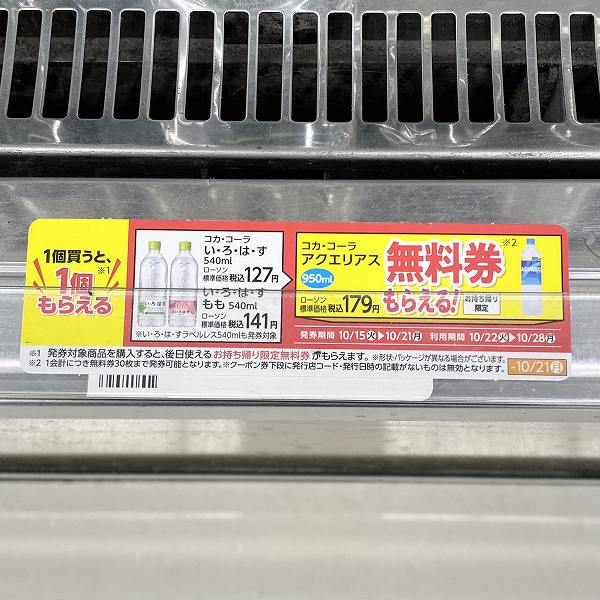 1個買うと、
※1
1個
もらえる
コカ・コーラ
い・ろ・は・す
540ml
ローソン
標準価格 税込127円
い・ろ・は・す
もも 540ml
ローソン
標準価格 税込141円
※い・ろ・は・すラベルレス540mlも発券対象
コカ・コーラ
アクエリアス
950ml
ローソン
標準価格 税込179円
無料券
※2
もらえる!
お持ち帰り
限定
発券期間 10/15火▶10/21月 利用期間 10/22火▶10/28月
※1 発券対象商品を購入すると、後日使えるお持ち帰り限定無料券がもらえます。※形状・パッケージが異なる場合がございます。
※2 1会計につき無料券30枚まで発券可能となります。※クーポン券下段に発行店コード・発行日時の記載がないものは無効となります。
-10/21月